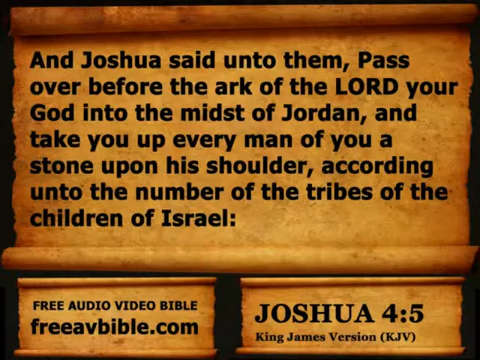 And Joshua said unto them, Pass
over before the ark of the LORD your
God into the midst of Jordan, and
take you up every man of you a
stone upon his shoulder, according
unto the number of the tribes of the
children of Israel:
FREE AUDIO VIDEO BIBLE
freeavbible.com
JOSHUA 4:5
King James Version (KJV)